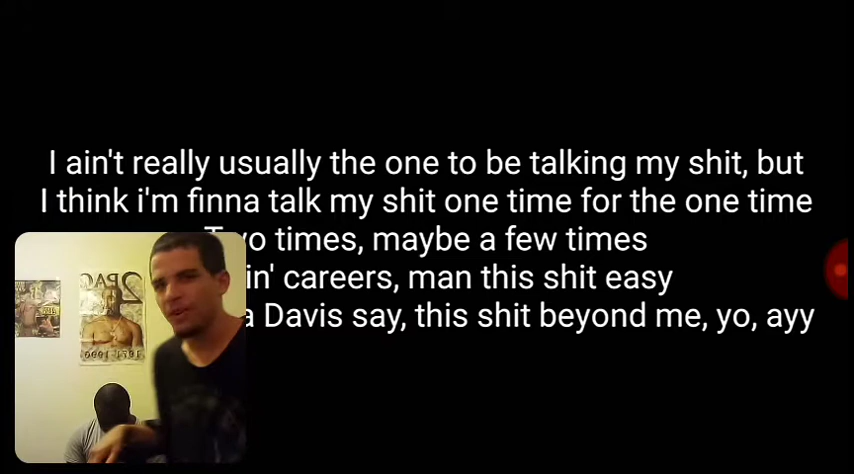 I ain't really usually the one to be talking my shit, but
I think i'm finna talk my shit one time for the one time
Two times, maybe a few times
in' careers, man this shit easy
a Davis say, this shit beyond me, yo, ayy
2PAC